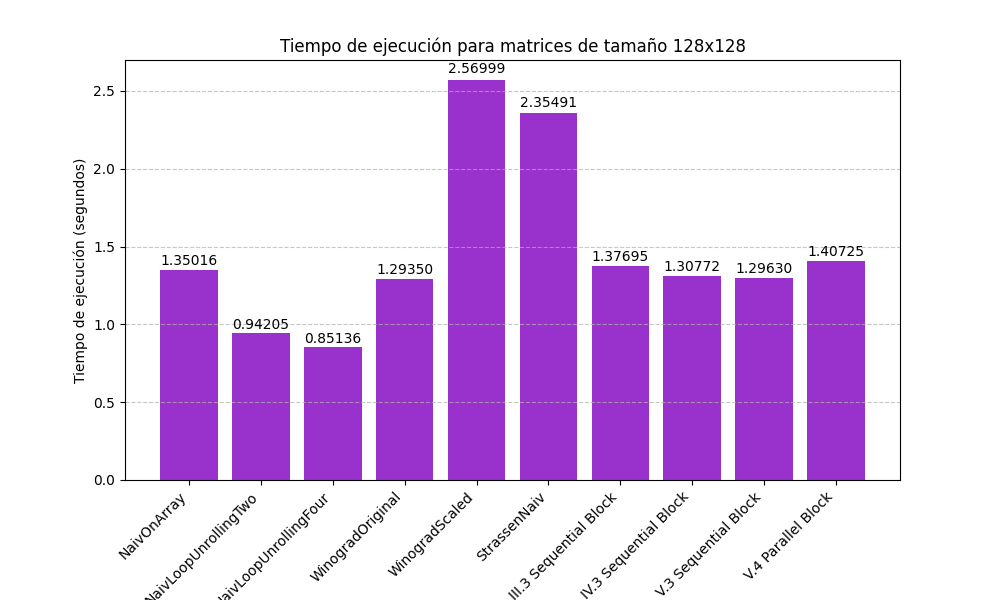 Tiempo de ejecución para matrices de tamaño 128x128
Tiempo de ejecución (segundos)
2.5
2.0
1.5
1.0
0.5
0.0
1.35016
0.94205
0.85136
1.29350
2.56999
2.35491
1.37695
1.30772
1.29630
1.40725
NaivOnArray
NaivLoopUnrollingTwo
NaivLoopUnrollingFour
WinogradOriginal
WinogradScaled
StrassenNaiv
III.3 Sequential Block
IV.3 Sequential Block
V.3 Sequential Block
V.4 Parallel Block